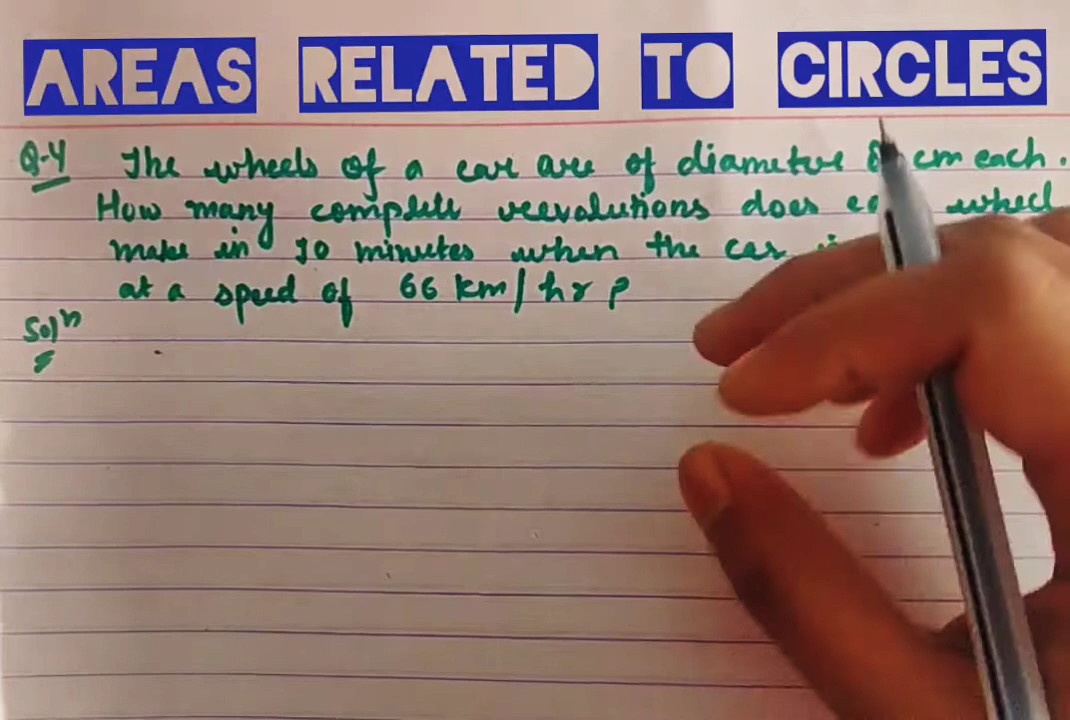 AREAS RELATED TO CIRCLES
Q-4 The wheels of a car are of diameter cm each.
How many complete reevalutions does wheel
make in 10 minutes when the car
at a speed of 66 km/hr ?
Solⁿ